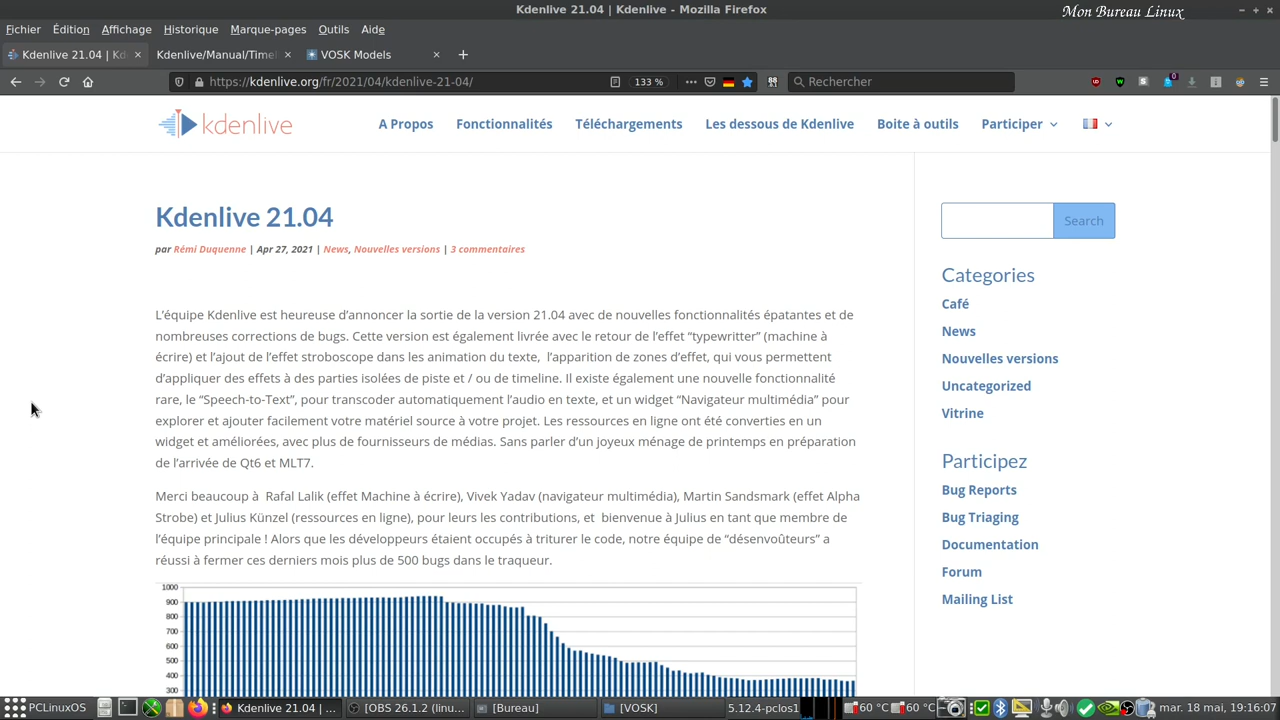 Kdenlive 21.04 | Kdenlive - Mozilla Firefox
Mon Bureau Linux
Fichier Édition Affichage Historique Marque-pages Outils Aide
Kdenlive 21.04 | Kd
Kdenlive/Manual/Time
VOSK Models
https://kdenlive.org/fr/2021/04/kdenlive-21-04/
133 %
Rechercher
kdenlive
A Propos Fonctionnalités Téléchargements Les dessous de Kdenlive Boite à outils Participer
Kdenlive 21.04
par Rémi Duquenne | Apr 27, 2021 | News, Nouvelles versions | 3 commentaires
L’équipe Kdenlive est heureuse d’annoncer la sortie de la version 21.04 avec de nouvelles fonctionnalités épatantes et de
nombreuses corrections de bugs. Cette version est également livrée avec le retour de l’effet “typewritter” (machine à
écrire) et l’ajout de l’effet stroboscope dans les animation du texte, l’apparition de zones d’effet, qui vous permettent
d’appliquer des effets à des parties isolées de piste et / ou de timeline. Il existe également une nouvelle fonctionnalité
rare, le “Speech-to-Text”, pour transcoder automatiquement l’audio en texte, et un widget “Navigateur multimédia” pour
explorer et ajouter facilement votre matériel source à votre projet. Les ressources en ligne ont été converties en un
widget et améliorées, avec plus de fournisseurs de médias. Sans parler d’un joyeux ménage de printemps en préparation
de l’arrivée de Qt6 et MLT7.
Merci beaucoup à Rafal Lalik (effet Machine à écrire), Vivek Yadav (navigateur multimédia), Martin Sandsmark (effet Alpha
Strobe) et Julius Künzel (ressources en ligne), pour leurs les contributions, et bienvenue à Julius en tant que membre de
l’équipe principale ! Alors que les développeurs étaient occupés à triturer le code, notre équipe de “désenvoûteurs” a
réussi à fermer ces derniers mois plus de 500 bugs dans le traqueur.
1000
900
800
700
600
500
400
300
Search
Categories
Café
News
Nouvelles versions
Uncategorized
Vitrine
Participez
Bug Reports
Bug Triaging
Documentation
Forum
Mailing List
PCLinuxOS
Kdenlive 21.04 | ...
[OBS 26.1.2 (linu...
[Bureau]
[VOSK]
5.12.4-pclos1
60 °C
60 °C
mar. 18 mai, 19:16:07